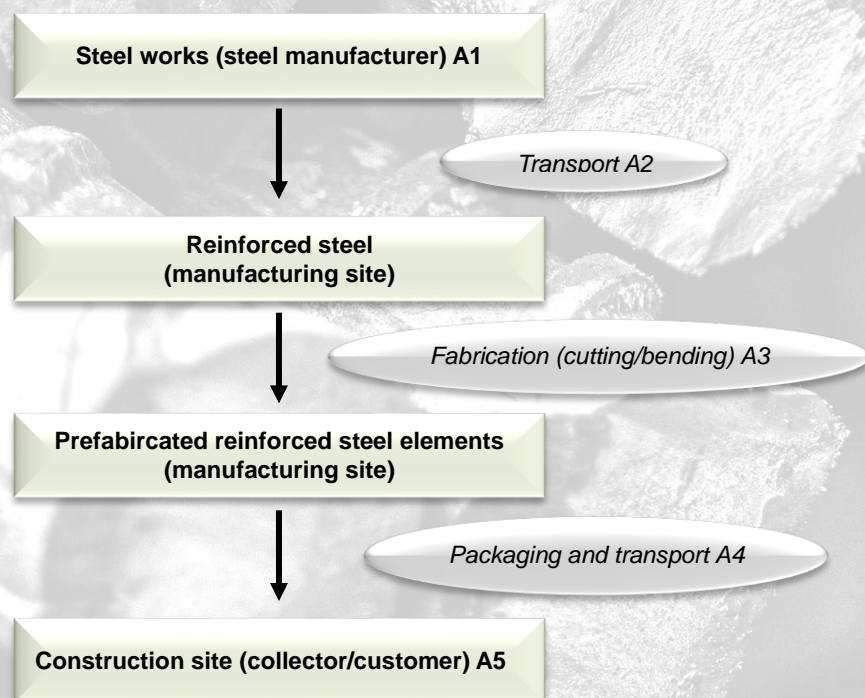 Steel works (steel manufacturer) A1
Transport A2
Reinforced steel
(manufacturing site)
Fabrication (cutting/bending) A3
Prefabircated reinforced steel elements
(manufacturing site)
Packaging and transport A4
Construction site (collector/customer) A5